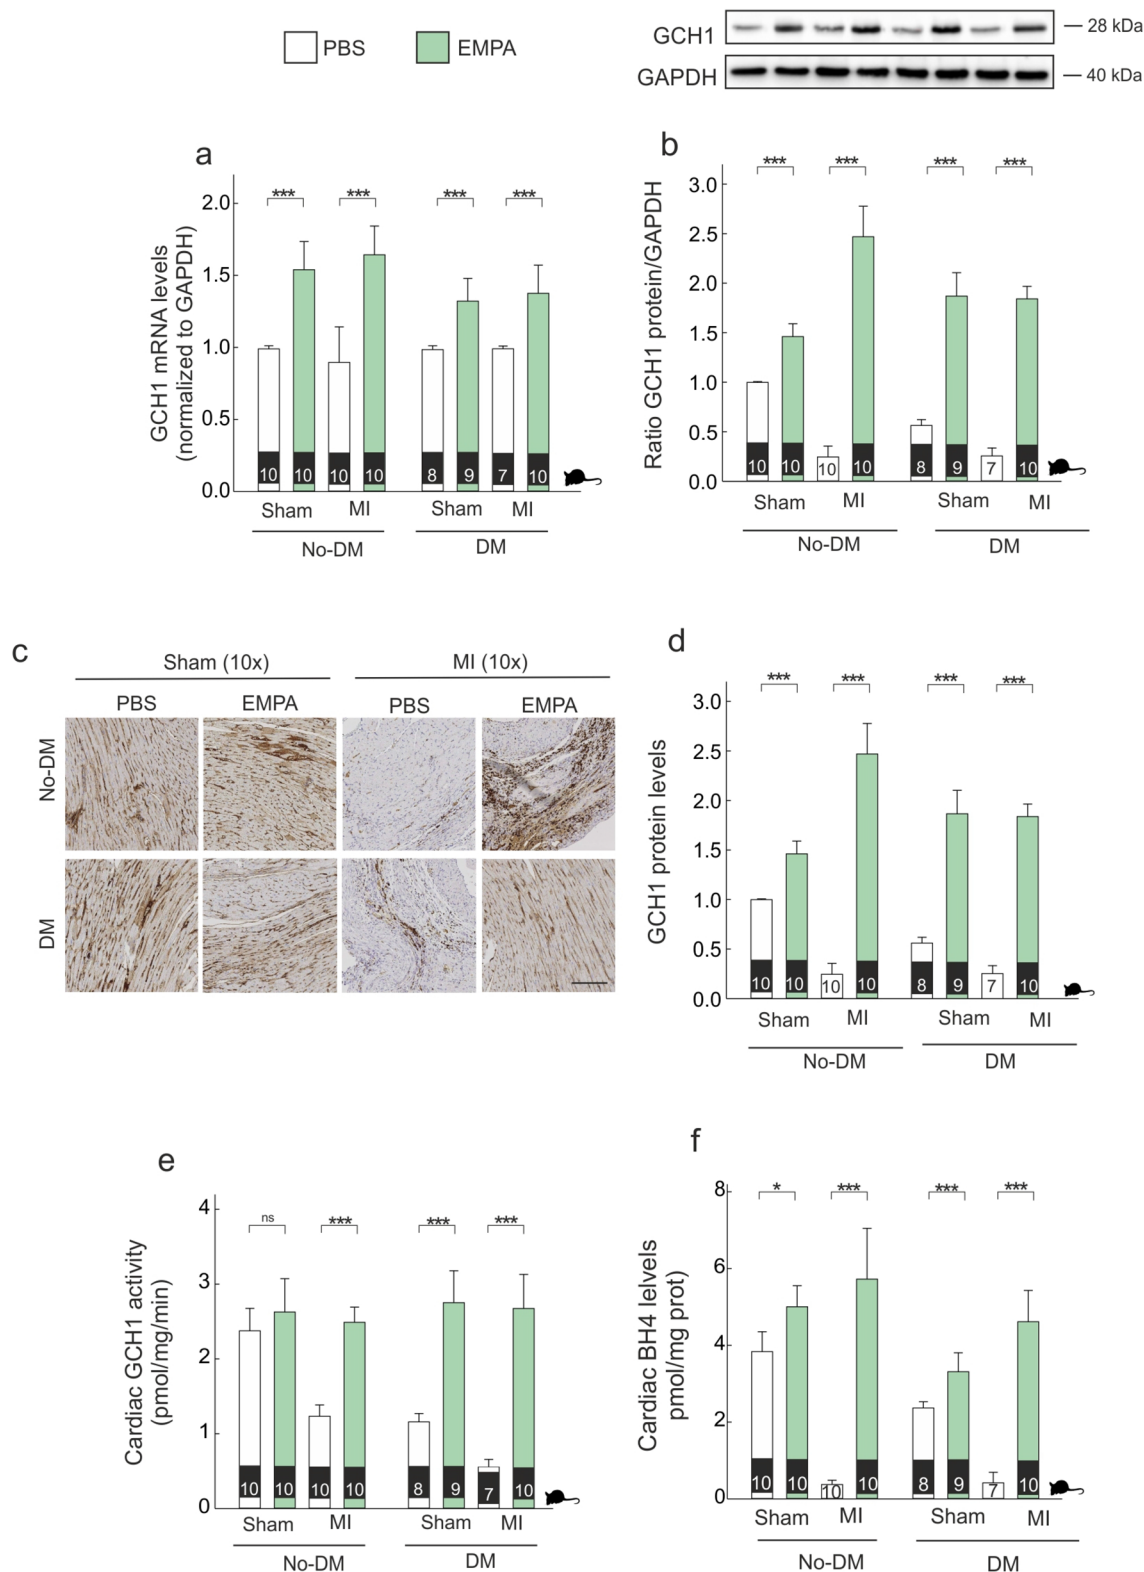 PBS EMPA
GCH1 28 kDa
GAPDH 40 kDa
a
GCH1 mRNA levels
(normalized to GAPDH)
2.0
1.5
1.0
0.5
0.0
*** *** *** ***
10 10 10 10 8 9 7 10
Sham MI Sham MI
No-DM DM
b
Ratio GCH1 protein/GAPDH
3.0
2.5
2.0
1.5
1.0
0.5
0.0
*** *** *** ***
10 10 10 10 8 9 7 10
Sham MI Sham MI
No-DM DM
c
Sham (10x) MI (10x)
PBS EMPA PBS EMPA
No-DM
DM
d
GCH1 protein levels
3.0
2.5
2.0
1.5
1.0
0.5
0.0
*** *** *** ***
10 10 10 10 8 9 7 10
Sham MI Sham MI
No-DM DM
e
Cardiac GCH1 activity
(pmol/mg/min)
4
3
2
1
0
ns *** *** ***
10 10 10 10 8 9 7 10
Sham MI Sham MI
No-DM DM
f
Cardiac BH4 lelvels
pmol/mg prot)
8
6
4
2
0
* *** *** ***
10 10 10 10 8 9 7 10
Sham MI Sham MI
No-DM DM